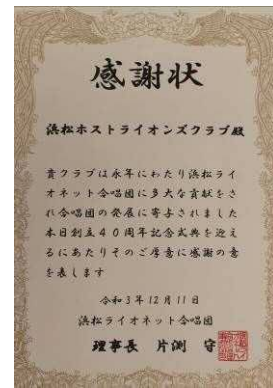 感謝状
浜松ホストライオンズクラブ殿
貴クラブは永年にわたり浜松ライ
オネット合唱団に多大な貢献をさ
れ合唱団の発展に寄与されました
本日創立40周年記念式典を迎え
るにあたりそのご厚意に感謝の意
を表します
令和3年12月11日
浜松ライオネット合唱団
理事長 片渕 守